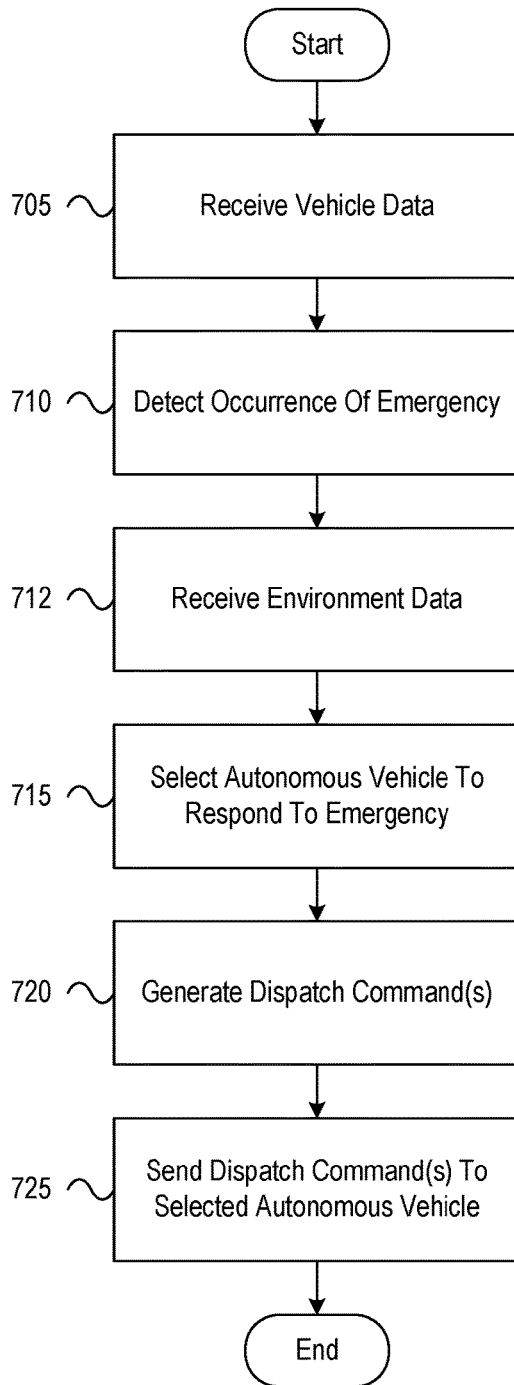 Start
705
Receive Vehicle Data
710
Detect Occurrence Of Emergency
712
Receive Environment Data
715
Select Autonomous Vehicle To
Respond To Emergency
720
Generate Dispatch Command(s)
725
Send Dispatch Command(s) To
Selected Autonomous Vehicle
End